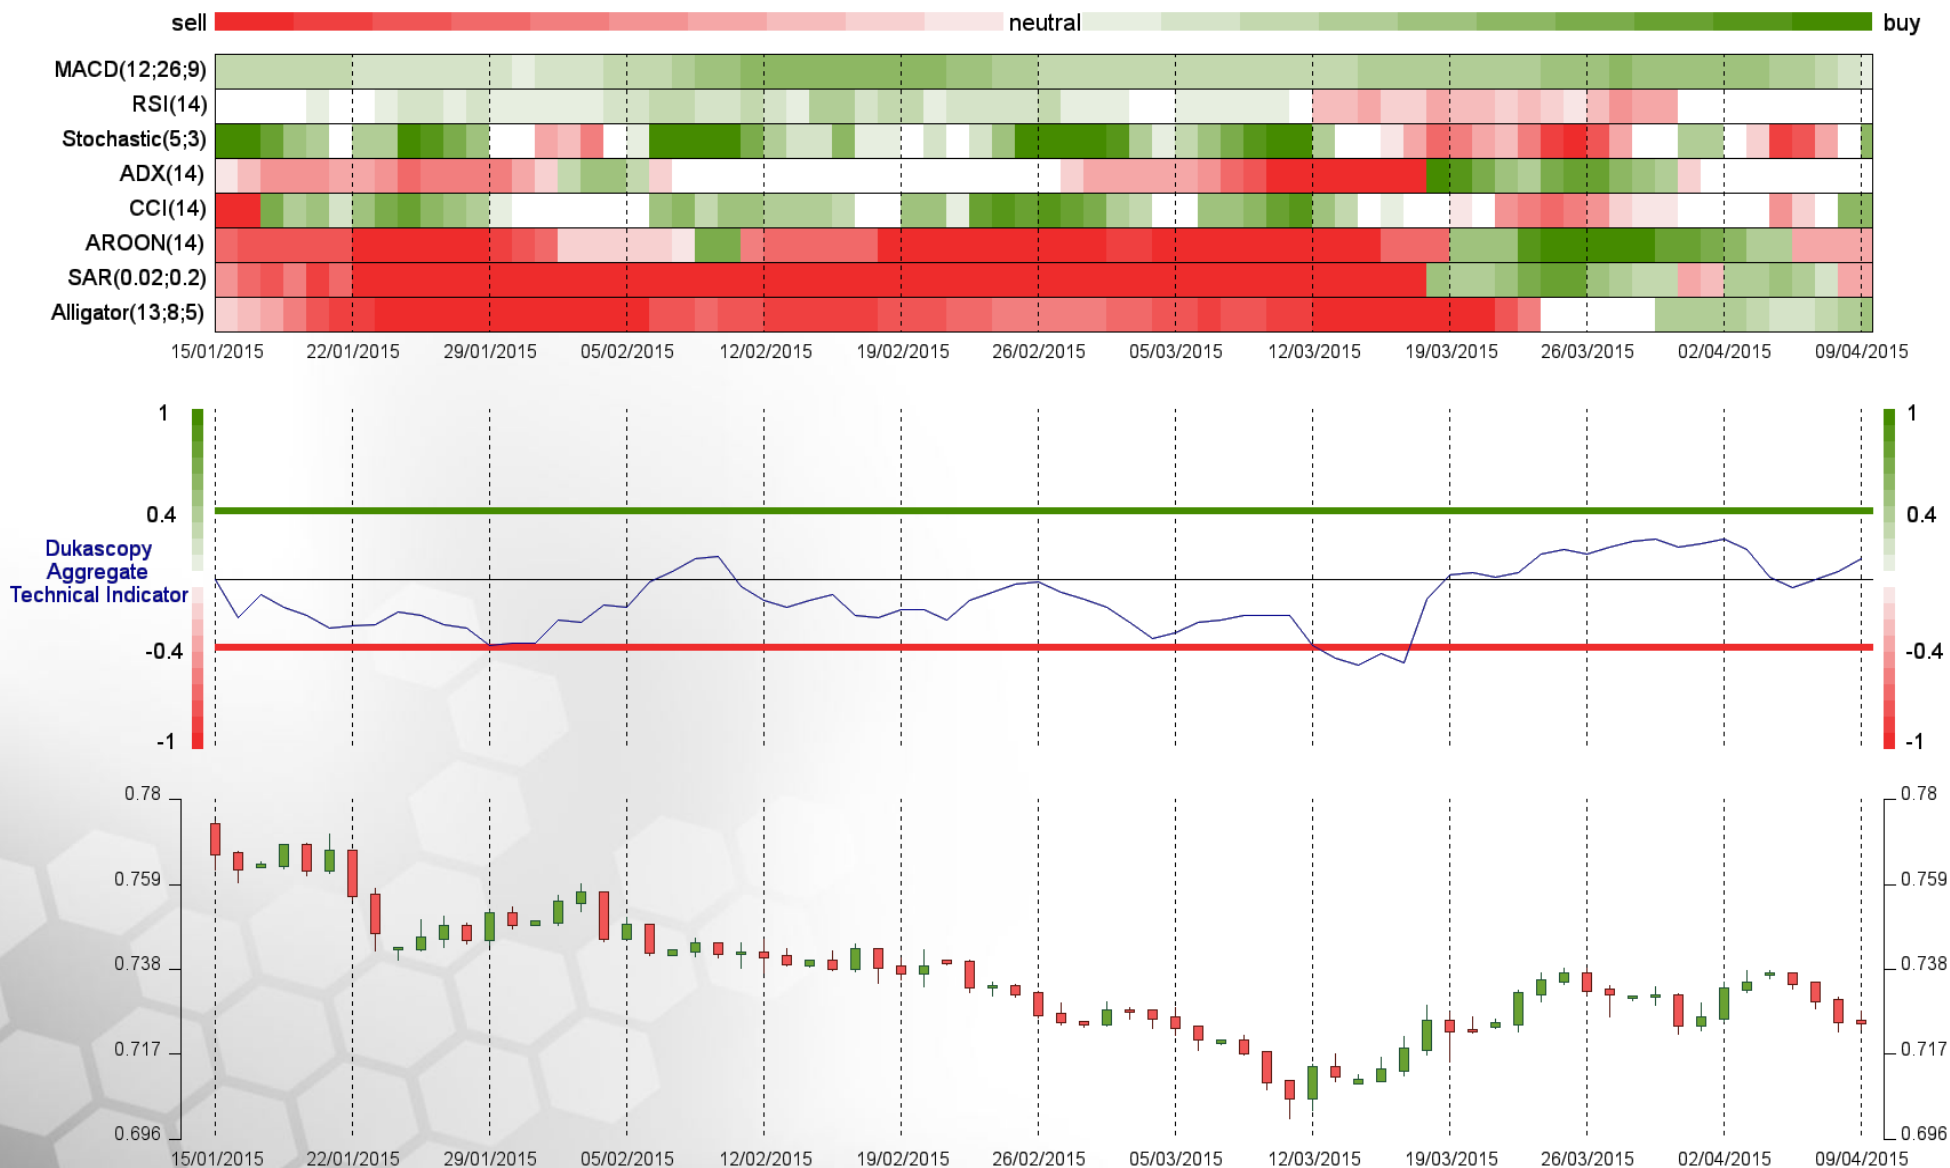 sell neutral buy
MACD(12;26;9)
RSI(14)
Stochastic(5;3)
ADX(14)
CCI(14)
AROON(14)
SAR(0.02;0.2)
Alligator(13;8;5)
15/01/2015 22/01/2015 29/01/2015 05/02/2015 12/02/2015 19/02/2015 26/02/2015 05/03/2015 12/03/2015 19/03/2015 26/03/2015 02/04/2015 09/04/2015
1 1
0.4 0.4
Dukascopy
Aggregate
Technical Indicator
-0.4 -0.4
-1 -1
0.78 0.78
0.759 0.759
0.738 0.738
0.717 0.717
0.696 0.696
15/01/2015 22/01/2015 29/01/2015 05/02/2015 12/02/2015 19/02/2015 26/02/2015 05/03/2015 12/03/2015 19/03/2015 26/03/2015 02/04/2015 09/04/2015